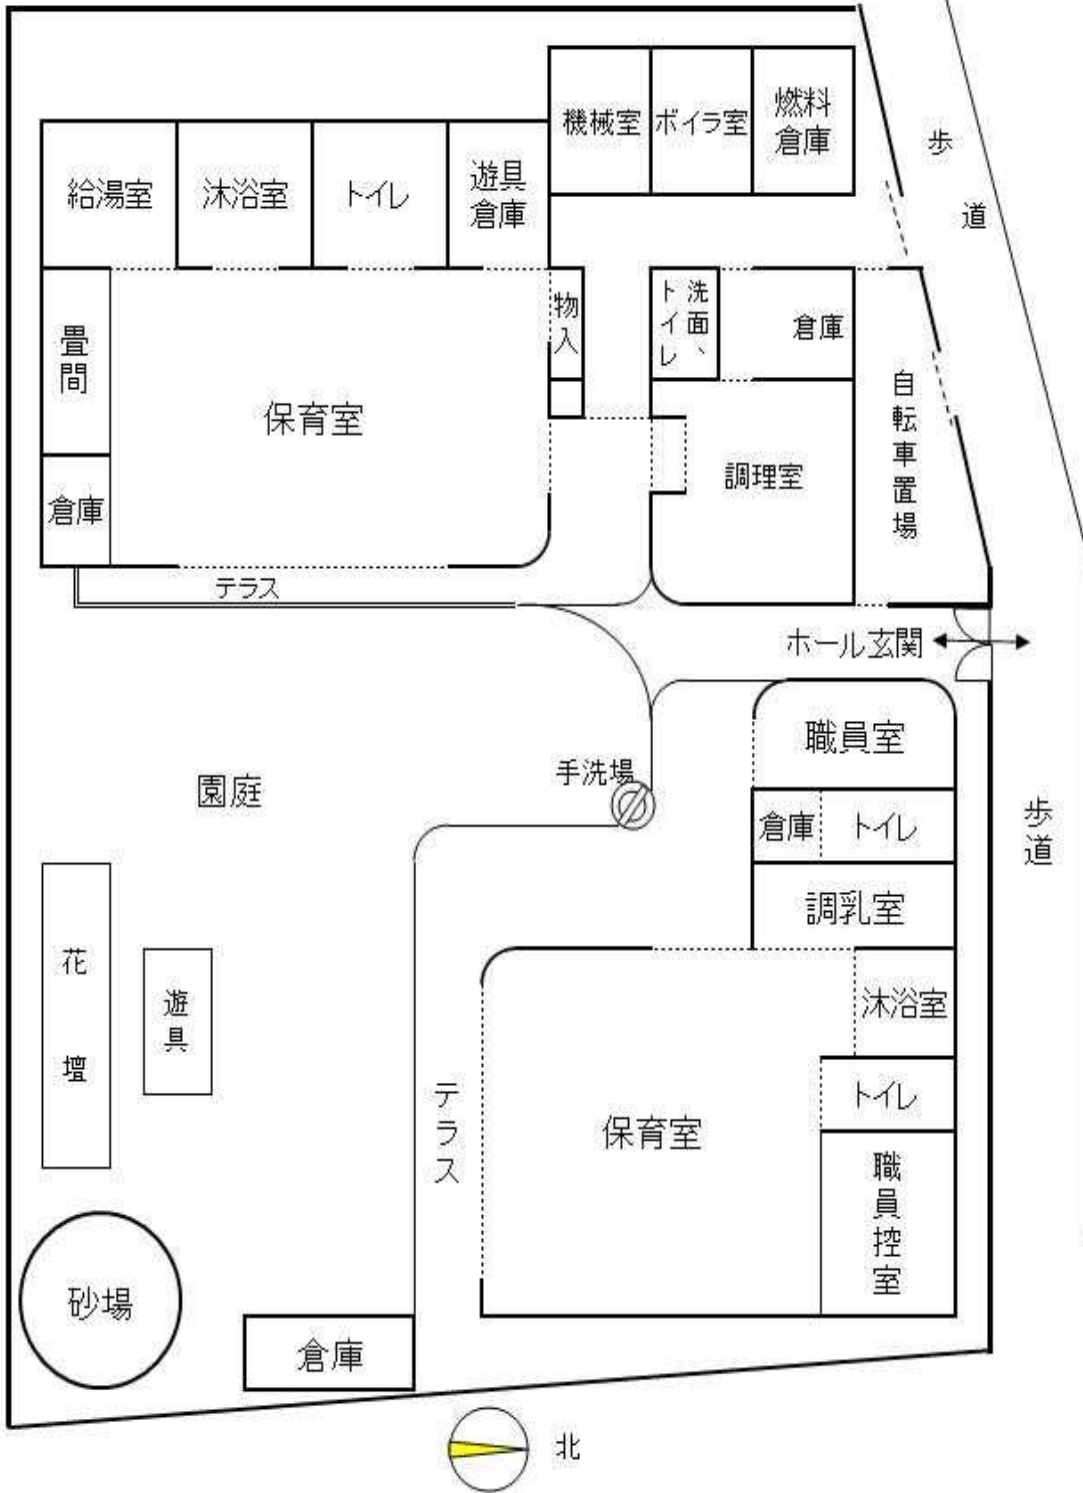 機械室
ボイラ室
燃料
倉庫
歩
道
給湯室
沐浴室
トイレ
遊具
倉庫
畳間
物入
洗面、
トイレ
倉庫
自転車置場
保育室
調理室
倉庫
テラス
ホール玄関
職員室
手洗場
園庭
倉庫
トイレ
歩道
調乳室
花壇
遊具
沐浴室
テラス
トイレ
保育室
職員控室
砂場
倉庫
北